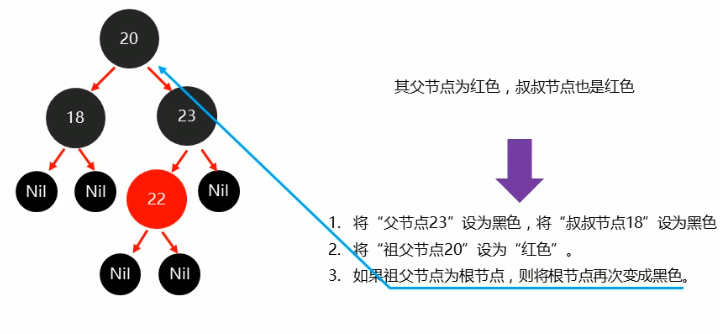 20
18
23
Nil
Nil
22
Nil
Nil
Nil
其父节点为红色，叔叔节点也是红色
1. 将“父节点23”设为黑色，将“叔叔节点18”设为黑色
2. 将“祖父节点20”设为“红色”。
3. 如果祖父节点为根节点，则将根节点再次变成黑色。